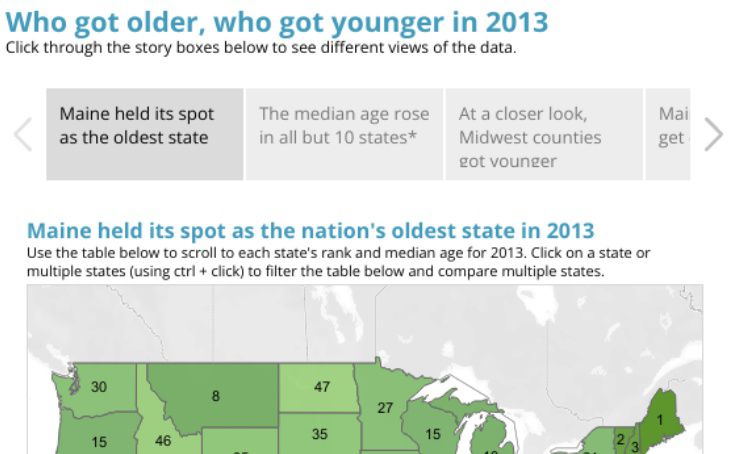 Who got older, who got younger in 2013
Click through the story boxes below to see different views of the data.
Maine held its spot
as the oldest state
The median age rose
in all but 10 states*
At a closer look,
Midwest counties
got younger
Mai
get
Maine held its spot as the nation's oldest state in 2013
Use the table below to scroll to each state's rank and median age for 2013. Click on a state or
multiple states (using ctrl + click) to filter the table below and compare multiple states.
30
8
47
27
1
15
46
35
15
2
3